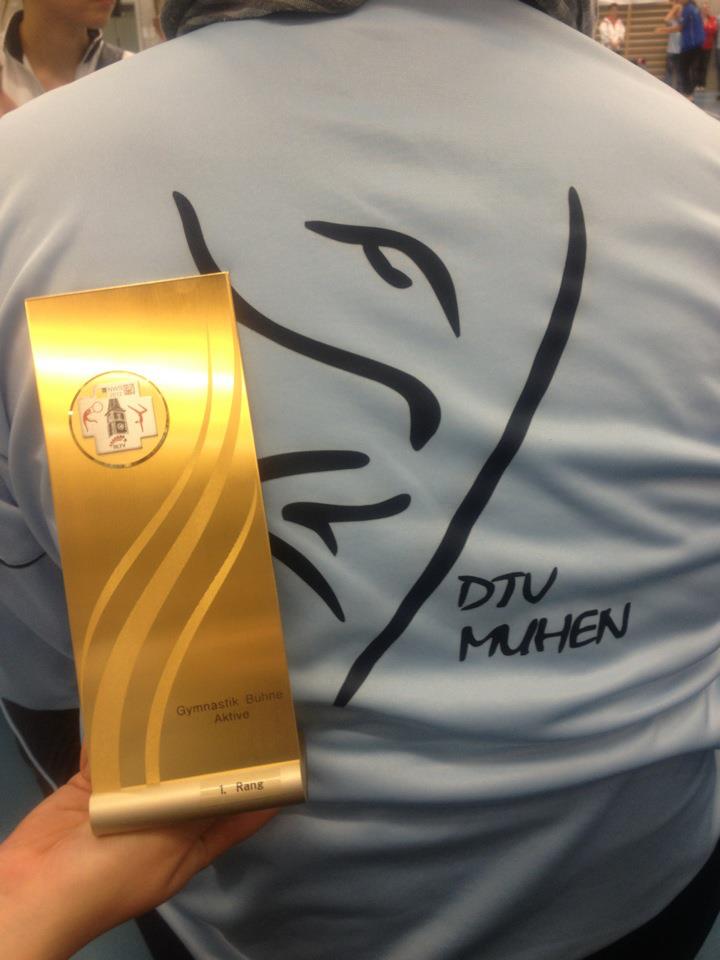 DTV
MUHEN
Gymnastik Bühne
Aktive
1. Rang